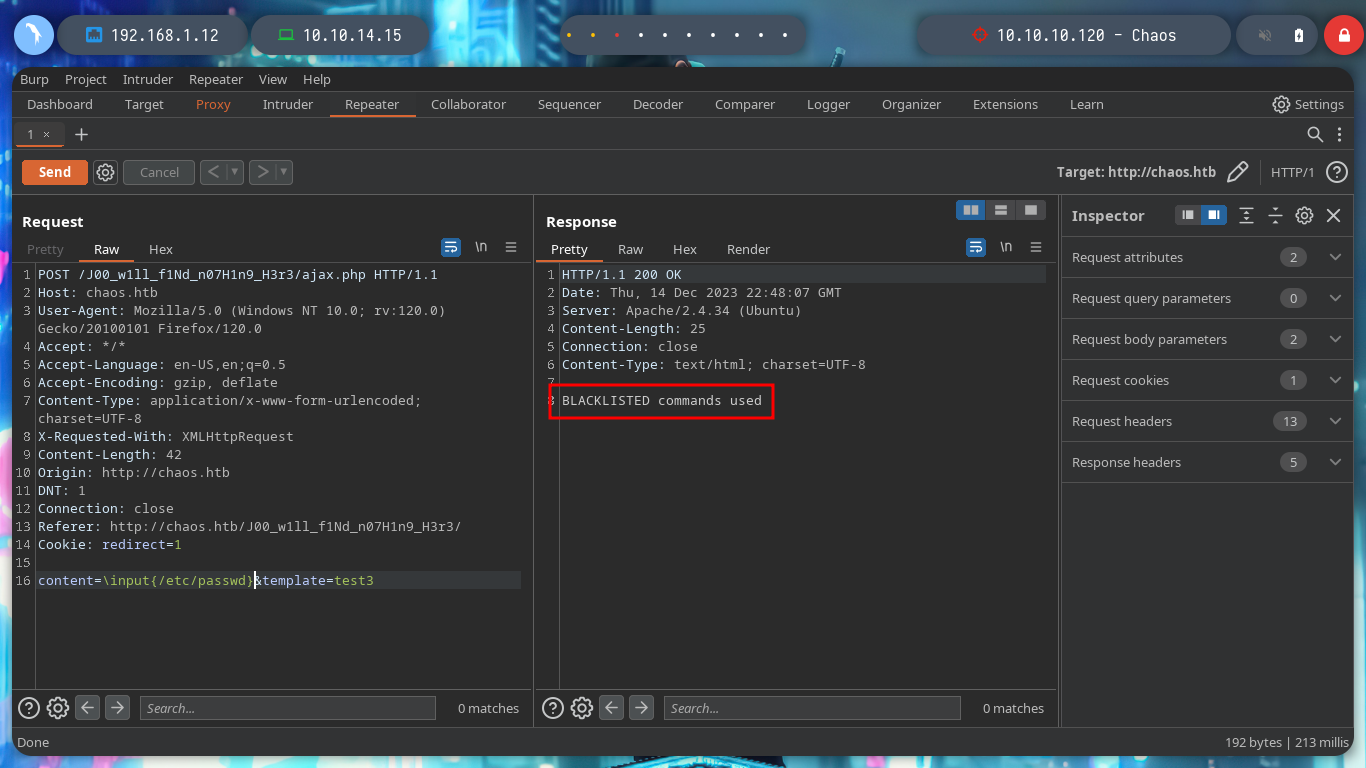 192.168.1.12
10.10.14.15
10.10.10.120 - Chaos
Burp Project Intruder Repeater View Help
Dashboard Target Proxy Intruder Repeater Collaborator Sequencer Decoder Comparer Logger Organizer Extensions Learn Settings
1 ×
Send Cancel Target: http://chaos.htb HTTP/1
Request
Pretty Raw Hex \n
1 POST /J00_w1ll_f1Nd_n07H1n9_H3r3/ajax.php HTTP/1.1
2 Host: chaos.htb
3 User-Agent: Mozilla/5.0 (Windows NT 10.0; rv:120.0)
Gecko/20100101 Firefox/120.0
4 Accept: */*
5 Accept-Language: en-US,en;q=0.5
6 Accept-Encoding: gzip, deflate
7 Content-Type: application/x-www-form-urlencoded;
charset=UTF-8
8 X-Requested-With: XMLHttpRequest
9 Content-Length: 42
10 Origin: http://chaos.htb
11 DNT: 1
12 Connection: close
13 Referer: http://chaos.htb/J00_w1ll_f1Nd_n07H1n9_H3r3/
14 Cookie: redirect=1
15
16 content=\input{/etc/passwd}&template=test3
Search... 0 matches
Response
Pretty Raw Hex Render \n
1 HTTP/1.1 200 OK
2 Date: Thu, 14 Dec 2023 22:48:07 GMT
3 Server: Apache/2.4.34 (Ubuntu)
4 Content-Length: 25
5 Connection: close
6 Content-Type: text/html; charset=UTF-8
7
8 BLACKLISTED commands used
Search... 0 matches
Inspector
Request attributes 2
Request query parameters 0
Request body parameters 2
Request cookies 1
Request headers 13
Response headers 5
Done 192 bytes | 213 millis